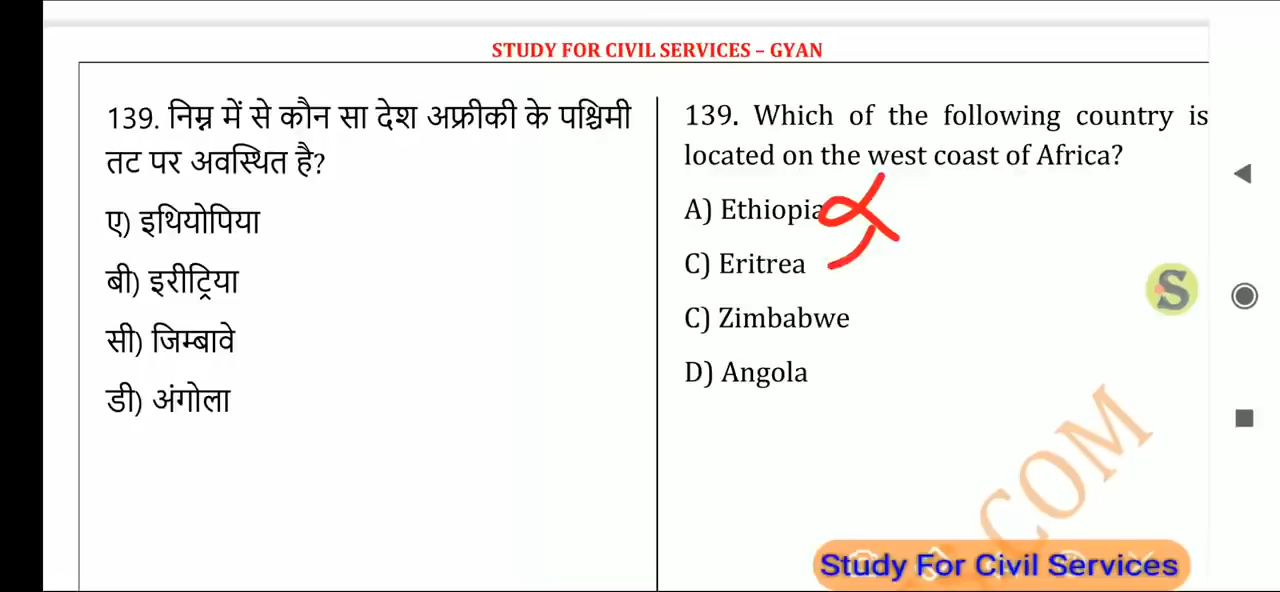 STUDY FOR CIVIL SERVICES – GYAN
139. निम्न में से कौन सा देश अफ्रीकी के पश्चिमी
तट पर अवस्थित है?
ए) इथियोपिया
बी) इरीट्रिया
सी) जिम्बावे
डी) अंगोला
139. Which of the following country is
located on the west coast of Africa?
A) Ethiopia
C) Eritrea
C) Zimbabwe
D) Angola
S
.COM
Study For Civil Services